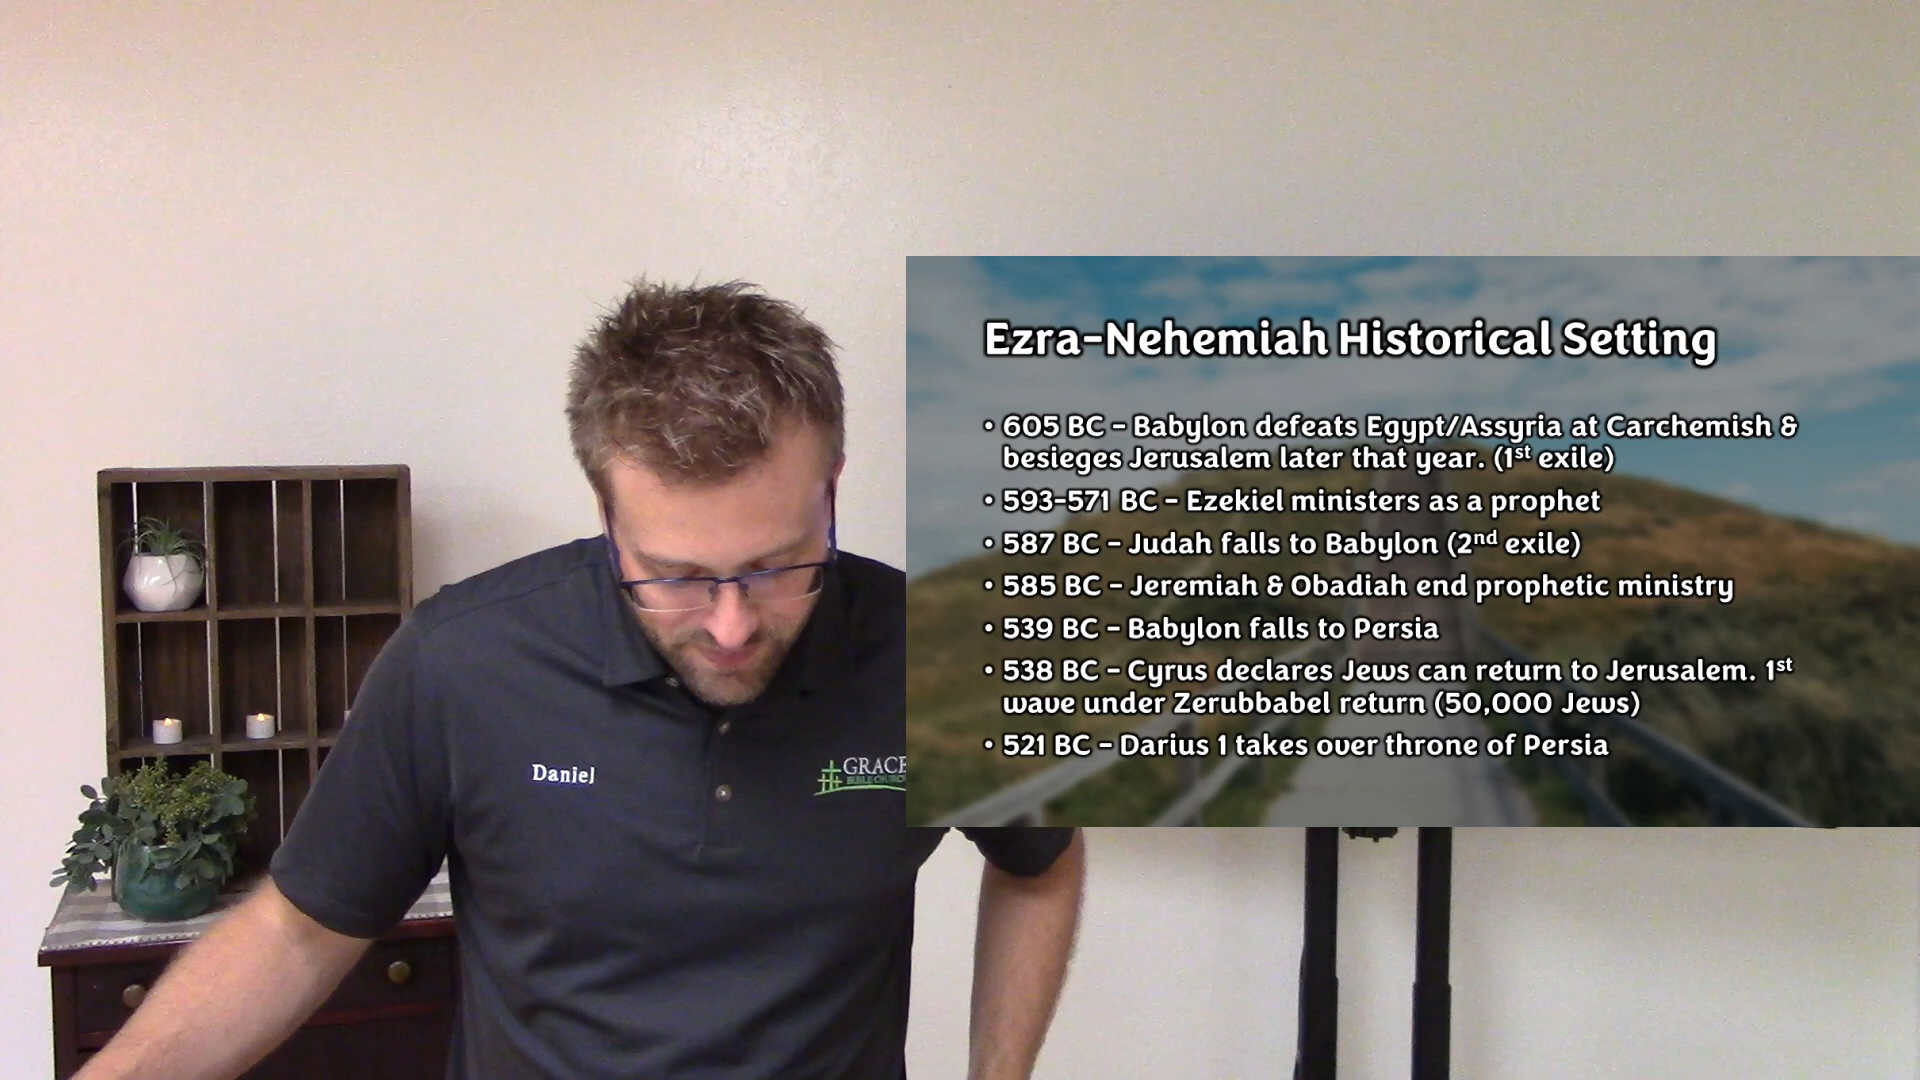 Ezra-Nehemiah Historical Setting
• 605 BC – Babylon defeats Egypt/Assyria at Carchemish &
besieges Jerusalem later that year. (1st exile)
• 593-571 BC – Ezekiel ministers as a prophet
• 587 BC – Judah falls to Babylon (2nd exile)
• 585 BC – Jeremiah & Obadiah end prophetic ministry
• 539 BC – Babylon falls to Persia
• 538 BC – Cyrus declares Jews can return to Jerusalem. 1st
wave under Zerubbabel return (50,000 Jews)
• 521 BC – Darius 1 takes over throne of Persia
Daniel
GRACE
BIBLE CHURCH